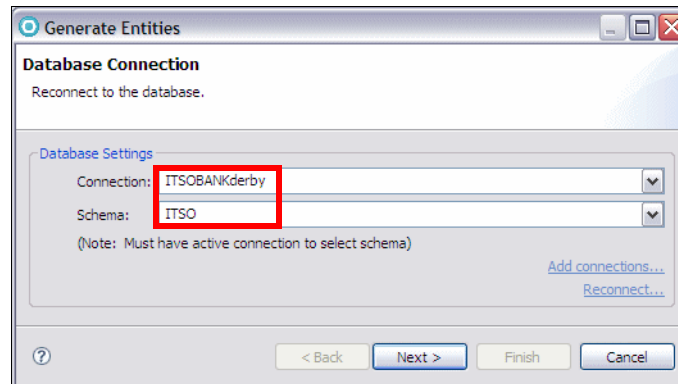 Generate Entities
Database Connection
Reconnect to the database.
Database Settings
Connection: ITSOBANKderby
Schema: ITSO
(Note: Must have active connection to select schema)
Add connections...
Reconnect...
? < Back Next > Finish Cancel